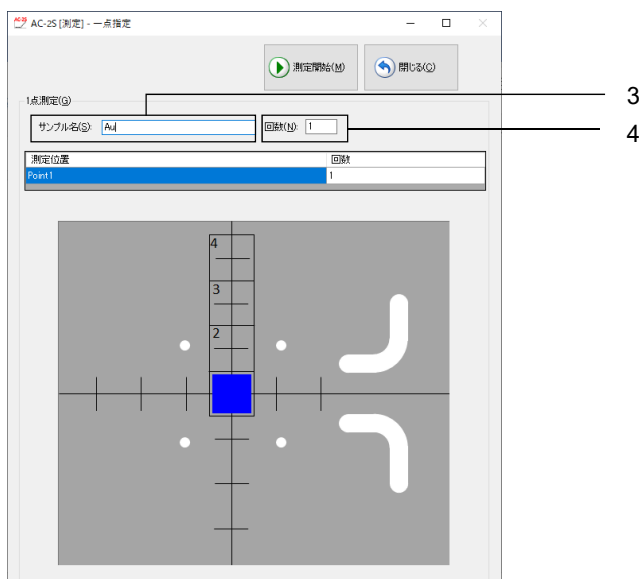 AC-2S [測定] - 一点指定
測定開始(M) 閉じる(C)
1点測定(G)
サンプル名(S): Au 回数(N): 1
3
4
測定位置 回数
Point1 1
4
3
2